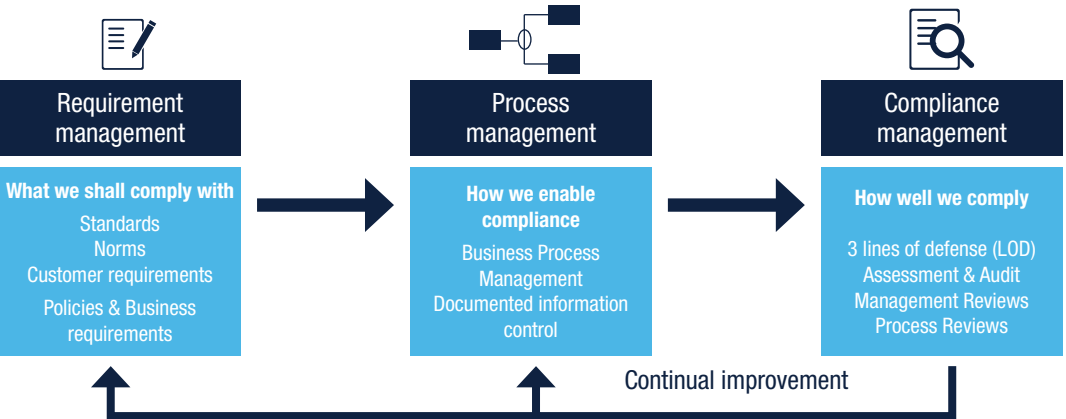 Requirement
management
What we shall comply with
Standards
Norms
Customer requirements
Policies & Business
requirements
Process
management
How we enable
compliance
Business Process
Management
Documented information
control
Compliance
management
How well we comply
3 lines of defense (LOD)
Assessment & Audit
Management Reviews
Process Reviews
Continual improvement